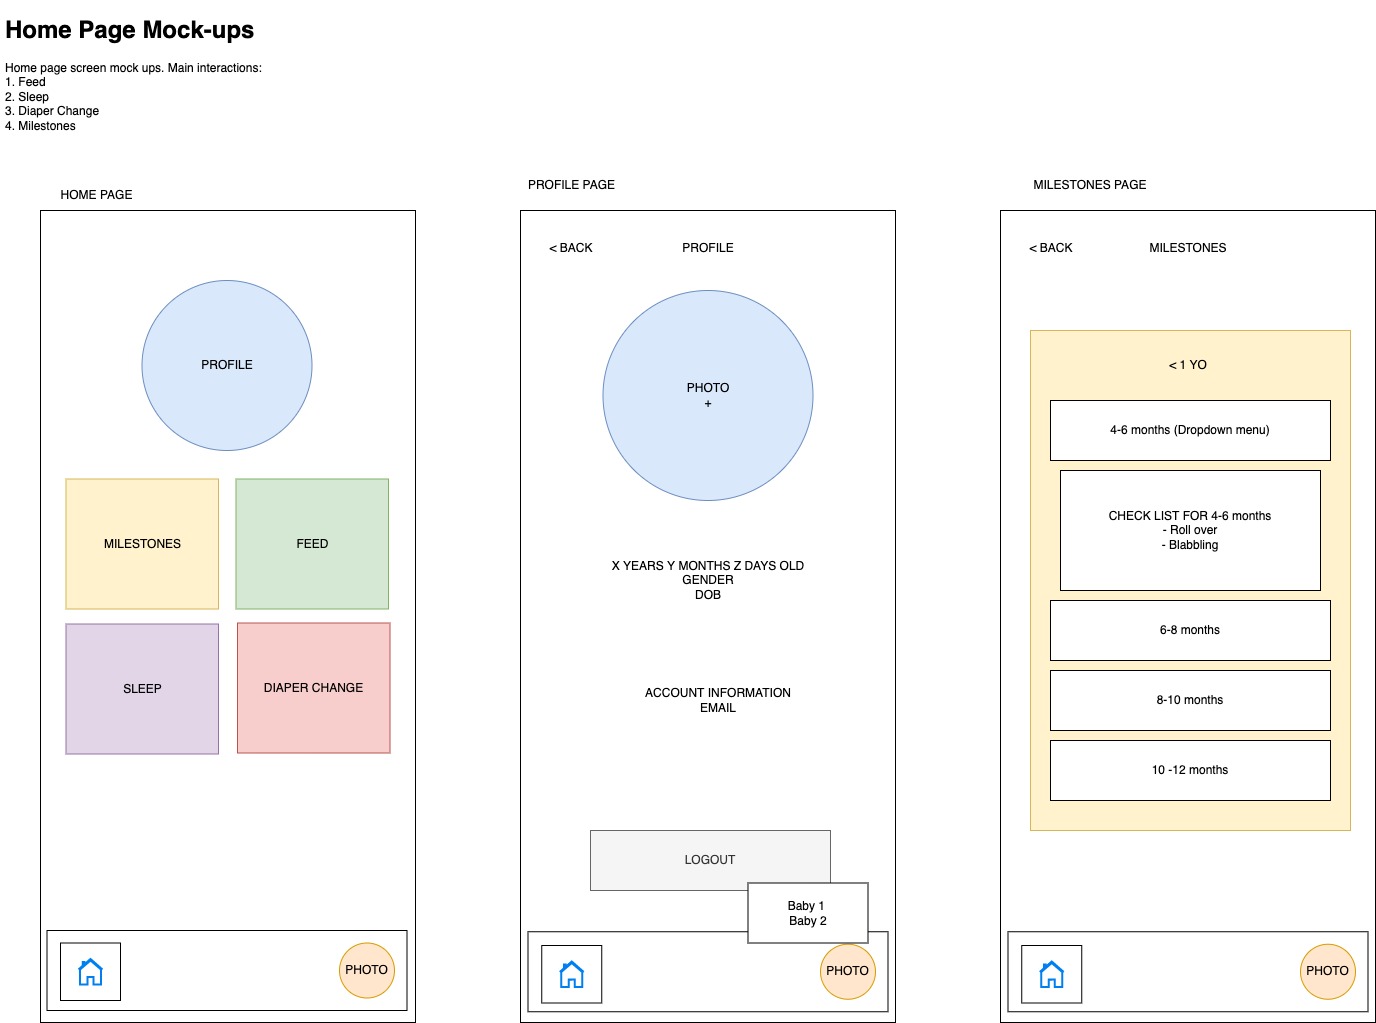 Home Page Mock-ups
Home page screen mock ups. Main interactions:
1. Feed
2. Sleep
3. Diaper Change
4. Milestones
HOME PAGE
PROFILE
MILESTONES
FEED
SLEEP
DIAPER CHANGE
PHOTO
PROFILE PAGE
< BACK
PROFILE
PHOTO
+
X YEARS Y MONTHS Z DAYS OLD
GENDER
DOB
ACCOUNT INFORMATION
EMAIL
LOGOUT
Baby 1
Baby 2
PHOTO
MILESTONES PAGE
< BACK
MILESTONES
< 1 YO
4-6 months (Dropdown menu)
CHECK LIST FOR 4-6 months
- Roll over
- Blabbling
6-8 months
8-10 months
10 -12 months
PHOTO